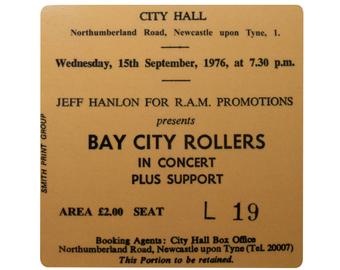 CITY HALL
Northumberland Road, Newcastle upon Tyne, 1.
Wednesday, 15th September, 1976, at 7.30 p.m.
JEFF HANLON FOR R.A.M. PROMOTIONS
presents
BAY CITY ROLLERS
IN CONCERT
PLUS SUPPORT
AREA £2.00 SEAT L 19
Booking Agents: City Hall Box Office
Northumberland Road, Newcastle upon Tyne (Tel. 20007)
This Portion to be retained.
SMITH PRINT GROUP